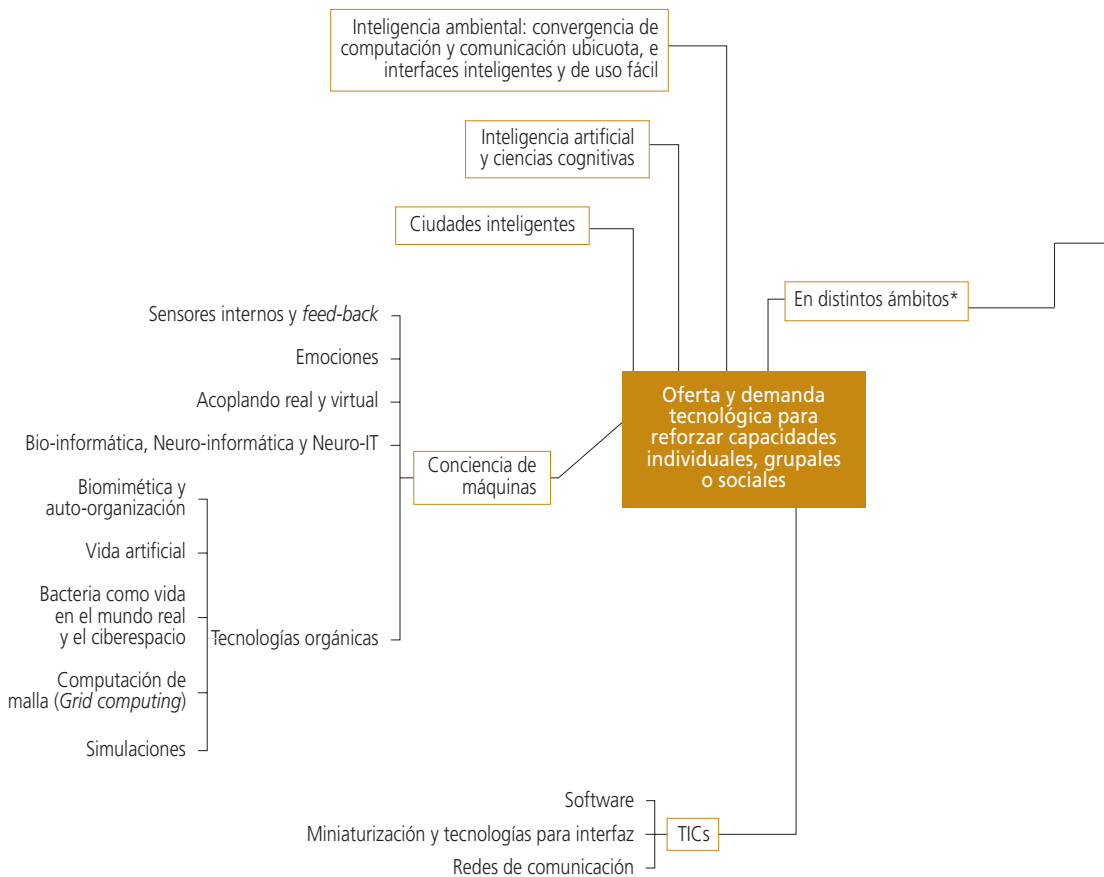 Inteligencia ambiental: convergencia de
computación y comunicación ubicuota, e
interfaces inteligentes y de uso fácil
Inteligencia artificial
y ciencias cognitivas
Ciudades inteligentes
En distintos ámbitos*
Oferta y demanda
tecnológica para
reforzar capacidades
individuales, grupales
o sociales
Conciencia de
máquinas
Sensores internos y feed-back
Emociones
Acoplando real y virtual
Bio-informática, Neuro-informática y Neuro-IT
Tecnologías orgánicas
Biomimética y
auto-organización
Vida artificial
Bacteria como vida
en el mundo real
y el ciberespacio
Computación de
malla (Grid computing)
Simulaciones
TICs
Software
Miniaturización y tecnologías para interfaz
Redes de comunicación